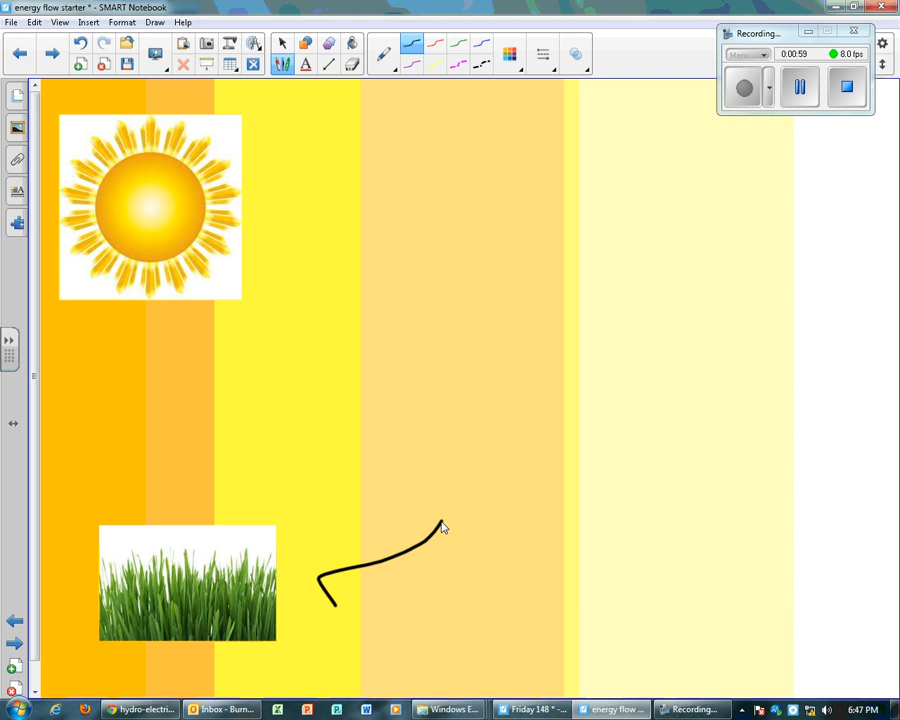 energy flow starter * - SMART Notebook
File Edit View Insert Format Draw Help
Recording...
Menu 0:00:59 8.0 fps
hydro-electri... Inbox - Burn... Windows E... Friday 148 * -... energy flow ... Recording... 6:47 PM